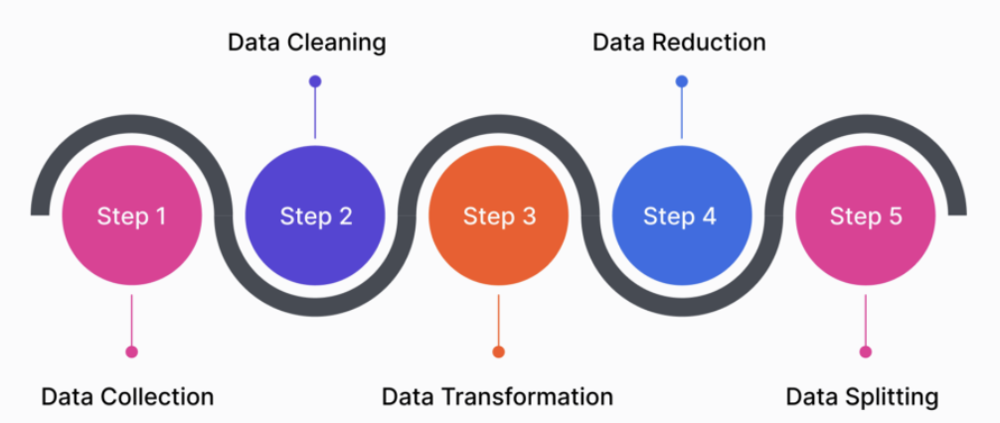 Data Cleaning
Data Reduction
Step 1
Step 2
Step 3
Step 4
Step 5
Data Collection
Data Transformation
Data Splitting